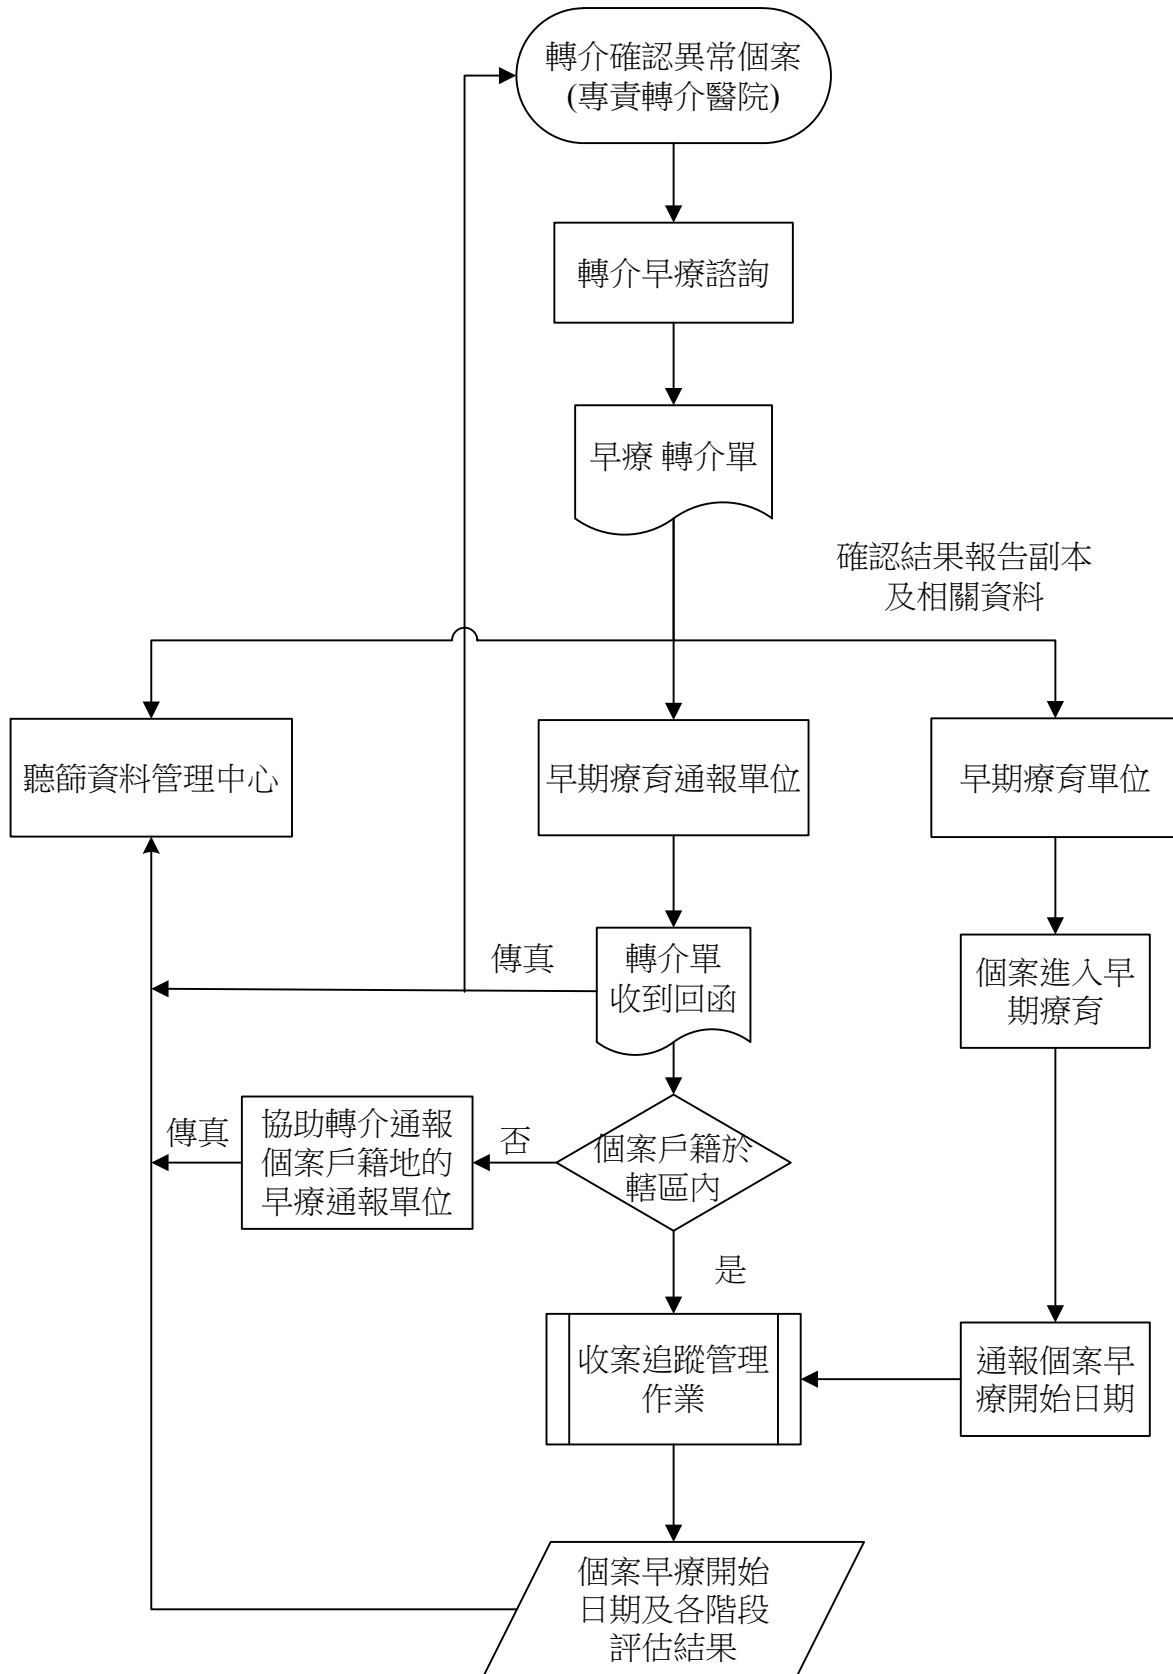 轉介確認異常個案
(專責轉介醫院)
轉介早療諮詢
早療 轉介單
確認結果報告副本
及相關資料
聽篩資料管理中心
早期療育通報單位
早期療育單位
傳真
轉介單
收到回函
個案進入早
期療育
傳真
協助轉介通報
個案戶籍地的
早療通報單位
否
個案戶籍於
轄區內
是
收案追蹤管理
作業
通報個案早
療開始日期
個案早療開始
日期及各階段
評估結果